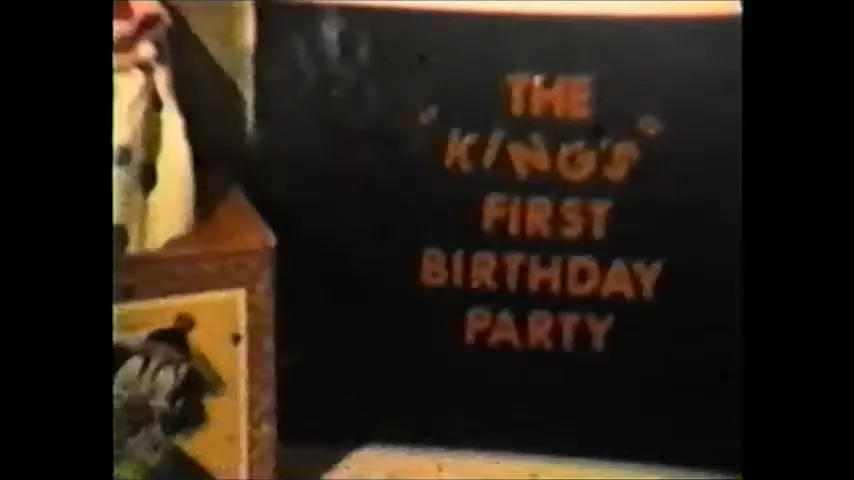 THE
"KING'S"
FIRST
BIRTHDAY
PARTY